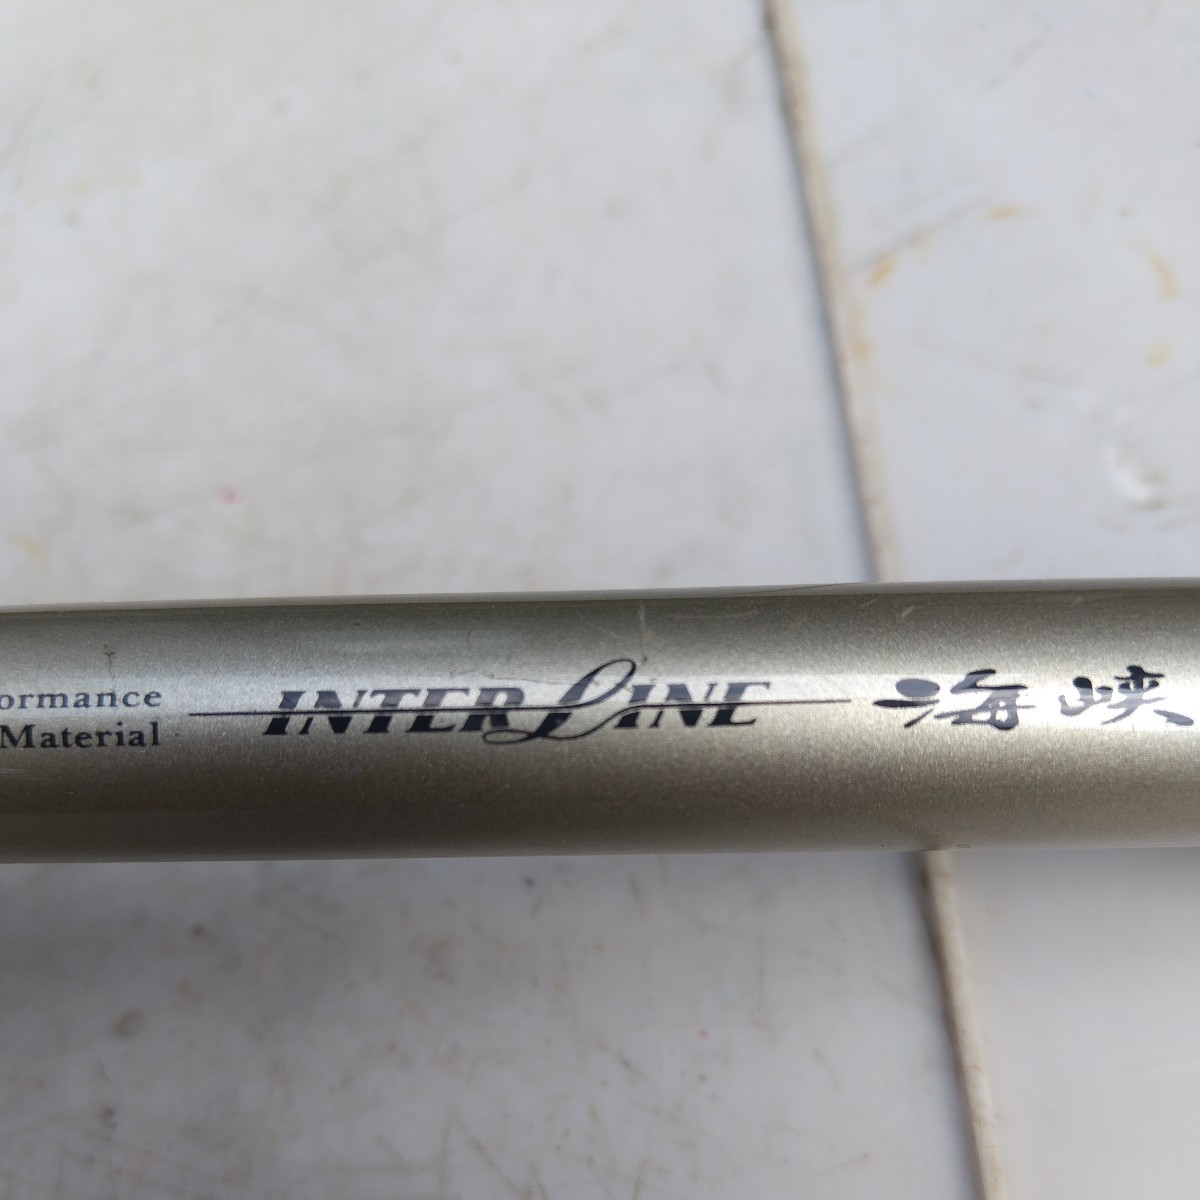 ormance
Material
INTERLINE
海峡